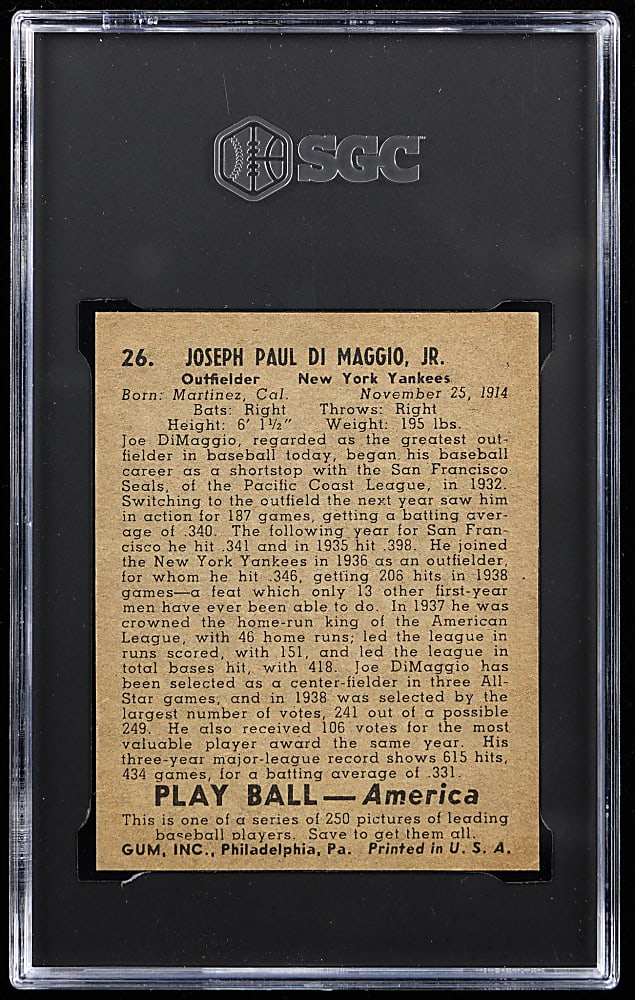 SGC
26. JOSEPH PAUL DI MAGGIO, JR.
Outfielder New York Yankees
Born: Martinez, Cal. November 25, 1914
Bats: Right Throws: Right
Height: 6' 1½" Weight: 195 lbs.
Joe DiMaggio, regarded as the greatest out-
fielder in baseball today, began his baseball
career as a shortstop with the San Francisco
Seals, of the Pacific Coast League, in 1932.
Switching to the outfield the next year saw him
in action for 187 games, getting a batting aver-
age of .340. The following year for San Fran-
cisco he hit .341 and in 1935 hit .398. He joined
the New York Yankees in 1936 as an outfielder,
for whom he hit .346, getting 206 hits in 1938
games—a feat which only 13 other first-year
men have ever been able to do. In 1937 he was
crowned the home-run king of the American
League, with 46 home runs; led the league in
runs scored, with 151, and led the league in
total bases hit, with 418. Joe DiMaggio has
been selected as a center-fielder in three All-
Star games, and in 1938 was selected by the
largest number of votes, 241 out of a possible
249. He also received 106 votes for the most
valuable player award the same year. His
three-year major-league record shows 615 hits,
434 games, for a batting average of .331.
PLAY BALL—America
This is one of a series of 250 pictures of leading
baseball players. Save to get them all.
GUM, INC., Philadelphia, Pa. Printed in U. S. A.